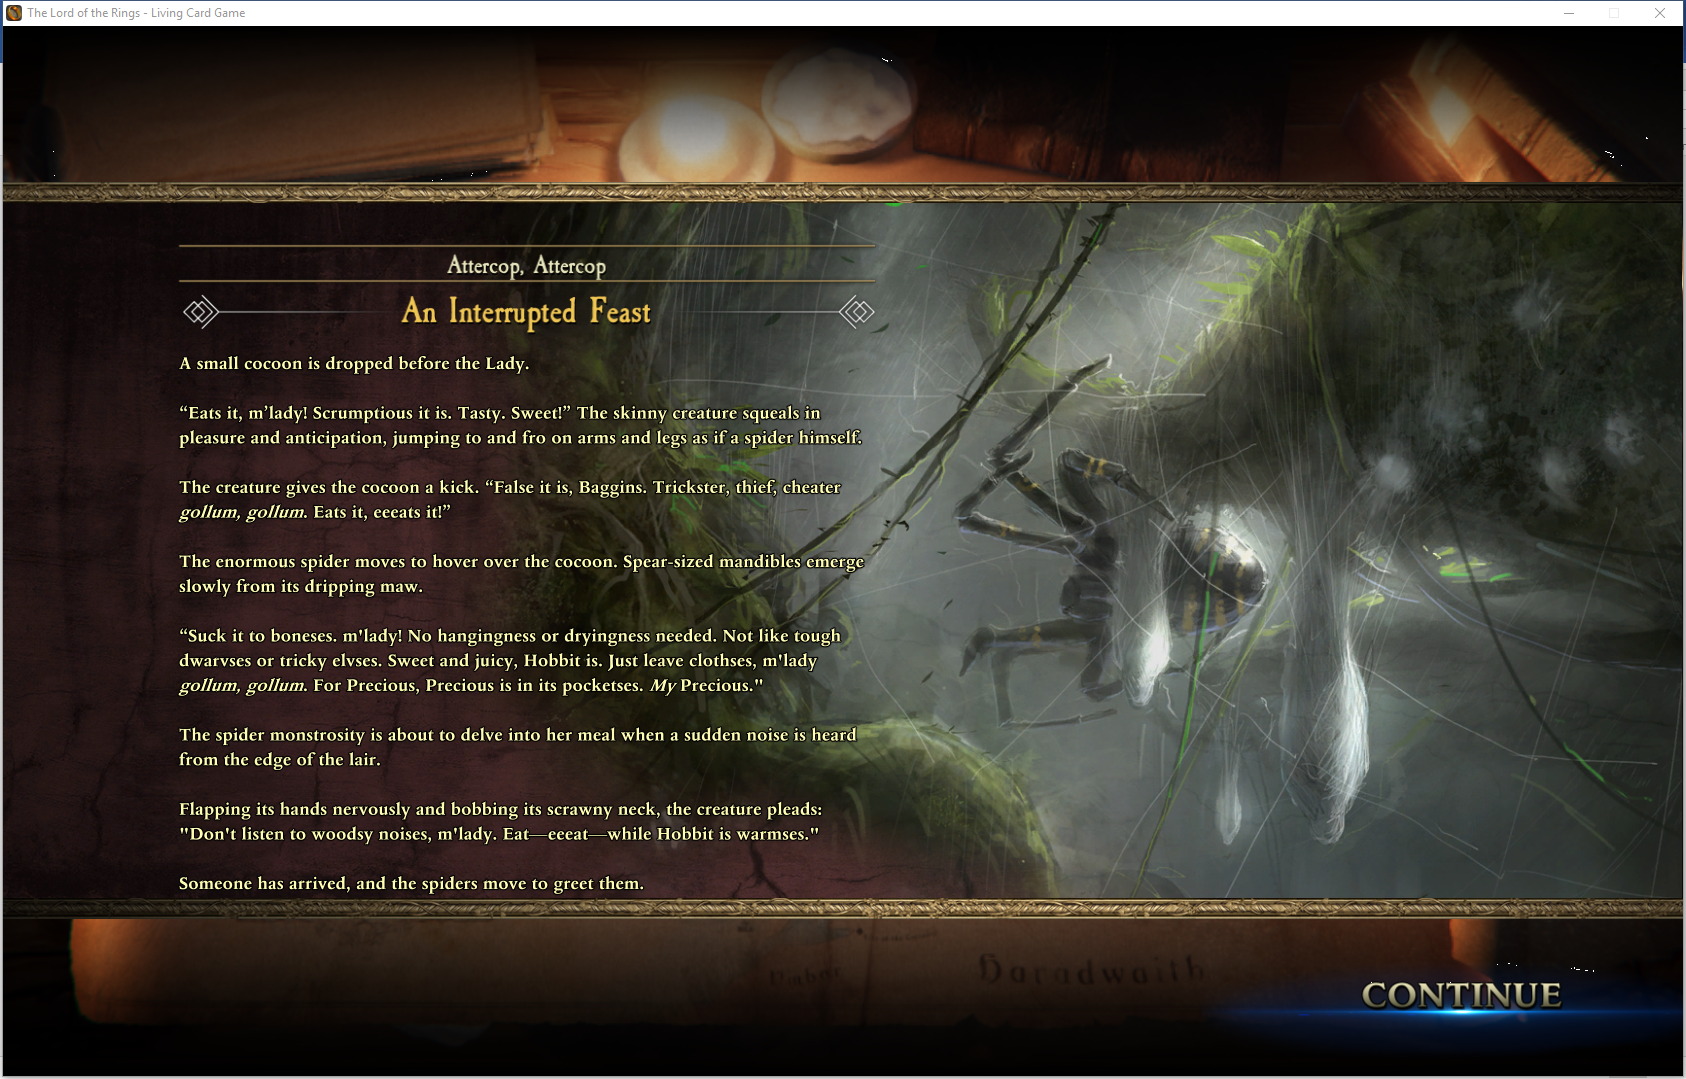 The Lord of the Rings - Living Card Game
Attercop, Attercop
An Interrupted Feast
A small cocoon is dropped before the Lady.
“Eats it, m’lady! Scrumptious it is. Tasty. Sweet!” The skinny creature squeals in
pleasure and anticipation, jumping to and fro on arms and legs as if a spider himself.
The creature gives the cocoon a kick. “False it is, Baggins. Trickster, thief, cheater
gollum, gollum. Eats it, eeeats it!”
The enormous spider moves to hover over the cocoon. Spear-sized mandibles emerge
slowly from its dripping maw.
“Suck it to boneses. m'lady! No hangingness or dryingness needed. Not like tough
dwarvses or tricky elvses. Sweet and juicy, Hobbit is. Just leave clothses, m'lady
gollum, gollum. For Precious, Precious is in its pocketses. My Precious."
The spider monstrosity is about to delve into her meal when a sudden noise is heard
from the edge of the lair.
Flapping its hands nervously and bobbing its scrawny neck, the creature pleads:
"Don't listen to woodsy noises, m'lady. Eat—eeeat—while Hobbit is warmses."
Someone has arrived, and the spiders move to greet them.
Haradwaith
CONTINUE